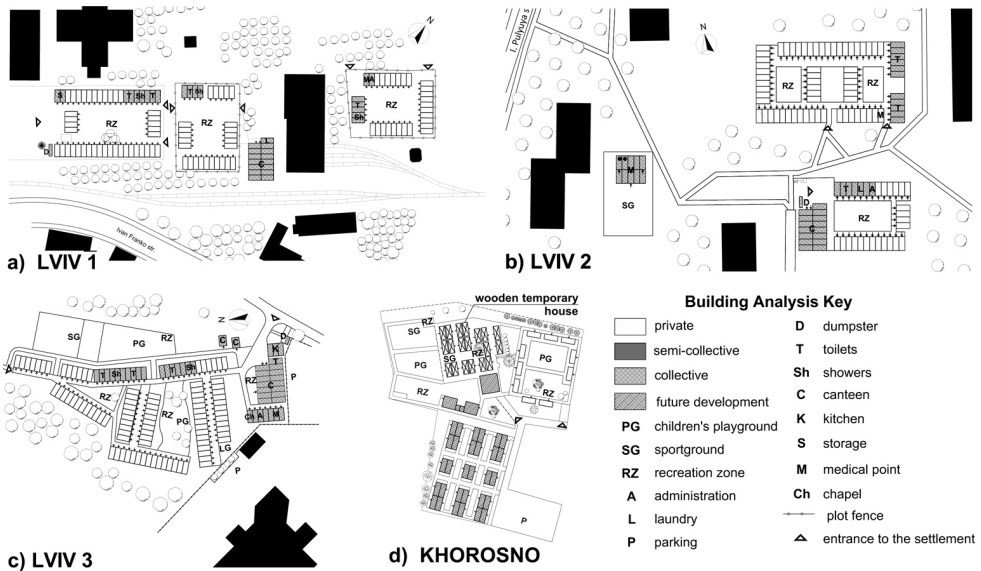 N
S
T Sh T
RZ
D
T Sh
RZ
L
C
MA
T
Sh
RZ
Ivan Franko str.
a) LVIV 1
I. Pulyuya s
N
T
RZ
RZ
T
M
M
SG
D
T L A
RZ
C
b) LVIV 2
N
SG
PG
RZ
C
C
D
K
T
T Sh T
T Sh
RZ
C
P
RZ
RZ
PG
Ch A M
LG
P
c) LVIV 3
wooden temporary
house
RZ
SG
SG
RZ
PG
PG
RZ
RZ
P
d) KHOROSNO
Building Analysis Key
private
semi-collective
collective
future development
PG children's playground
SG sportground
RZ recreation zone
A administration
L laundry
P parking
D dumpster
T toilets
Sh showers
C canteen
K kitchen
S storage
M medical point
Ch chapel
plot fence
entrance to the settlement